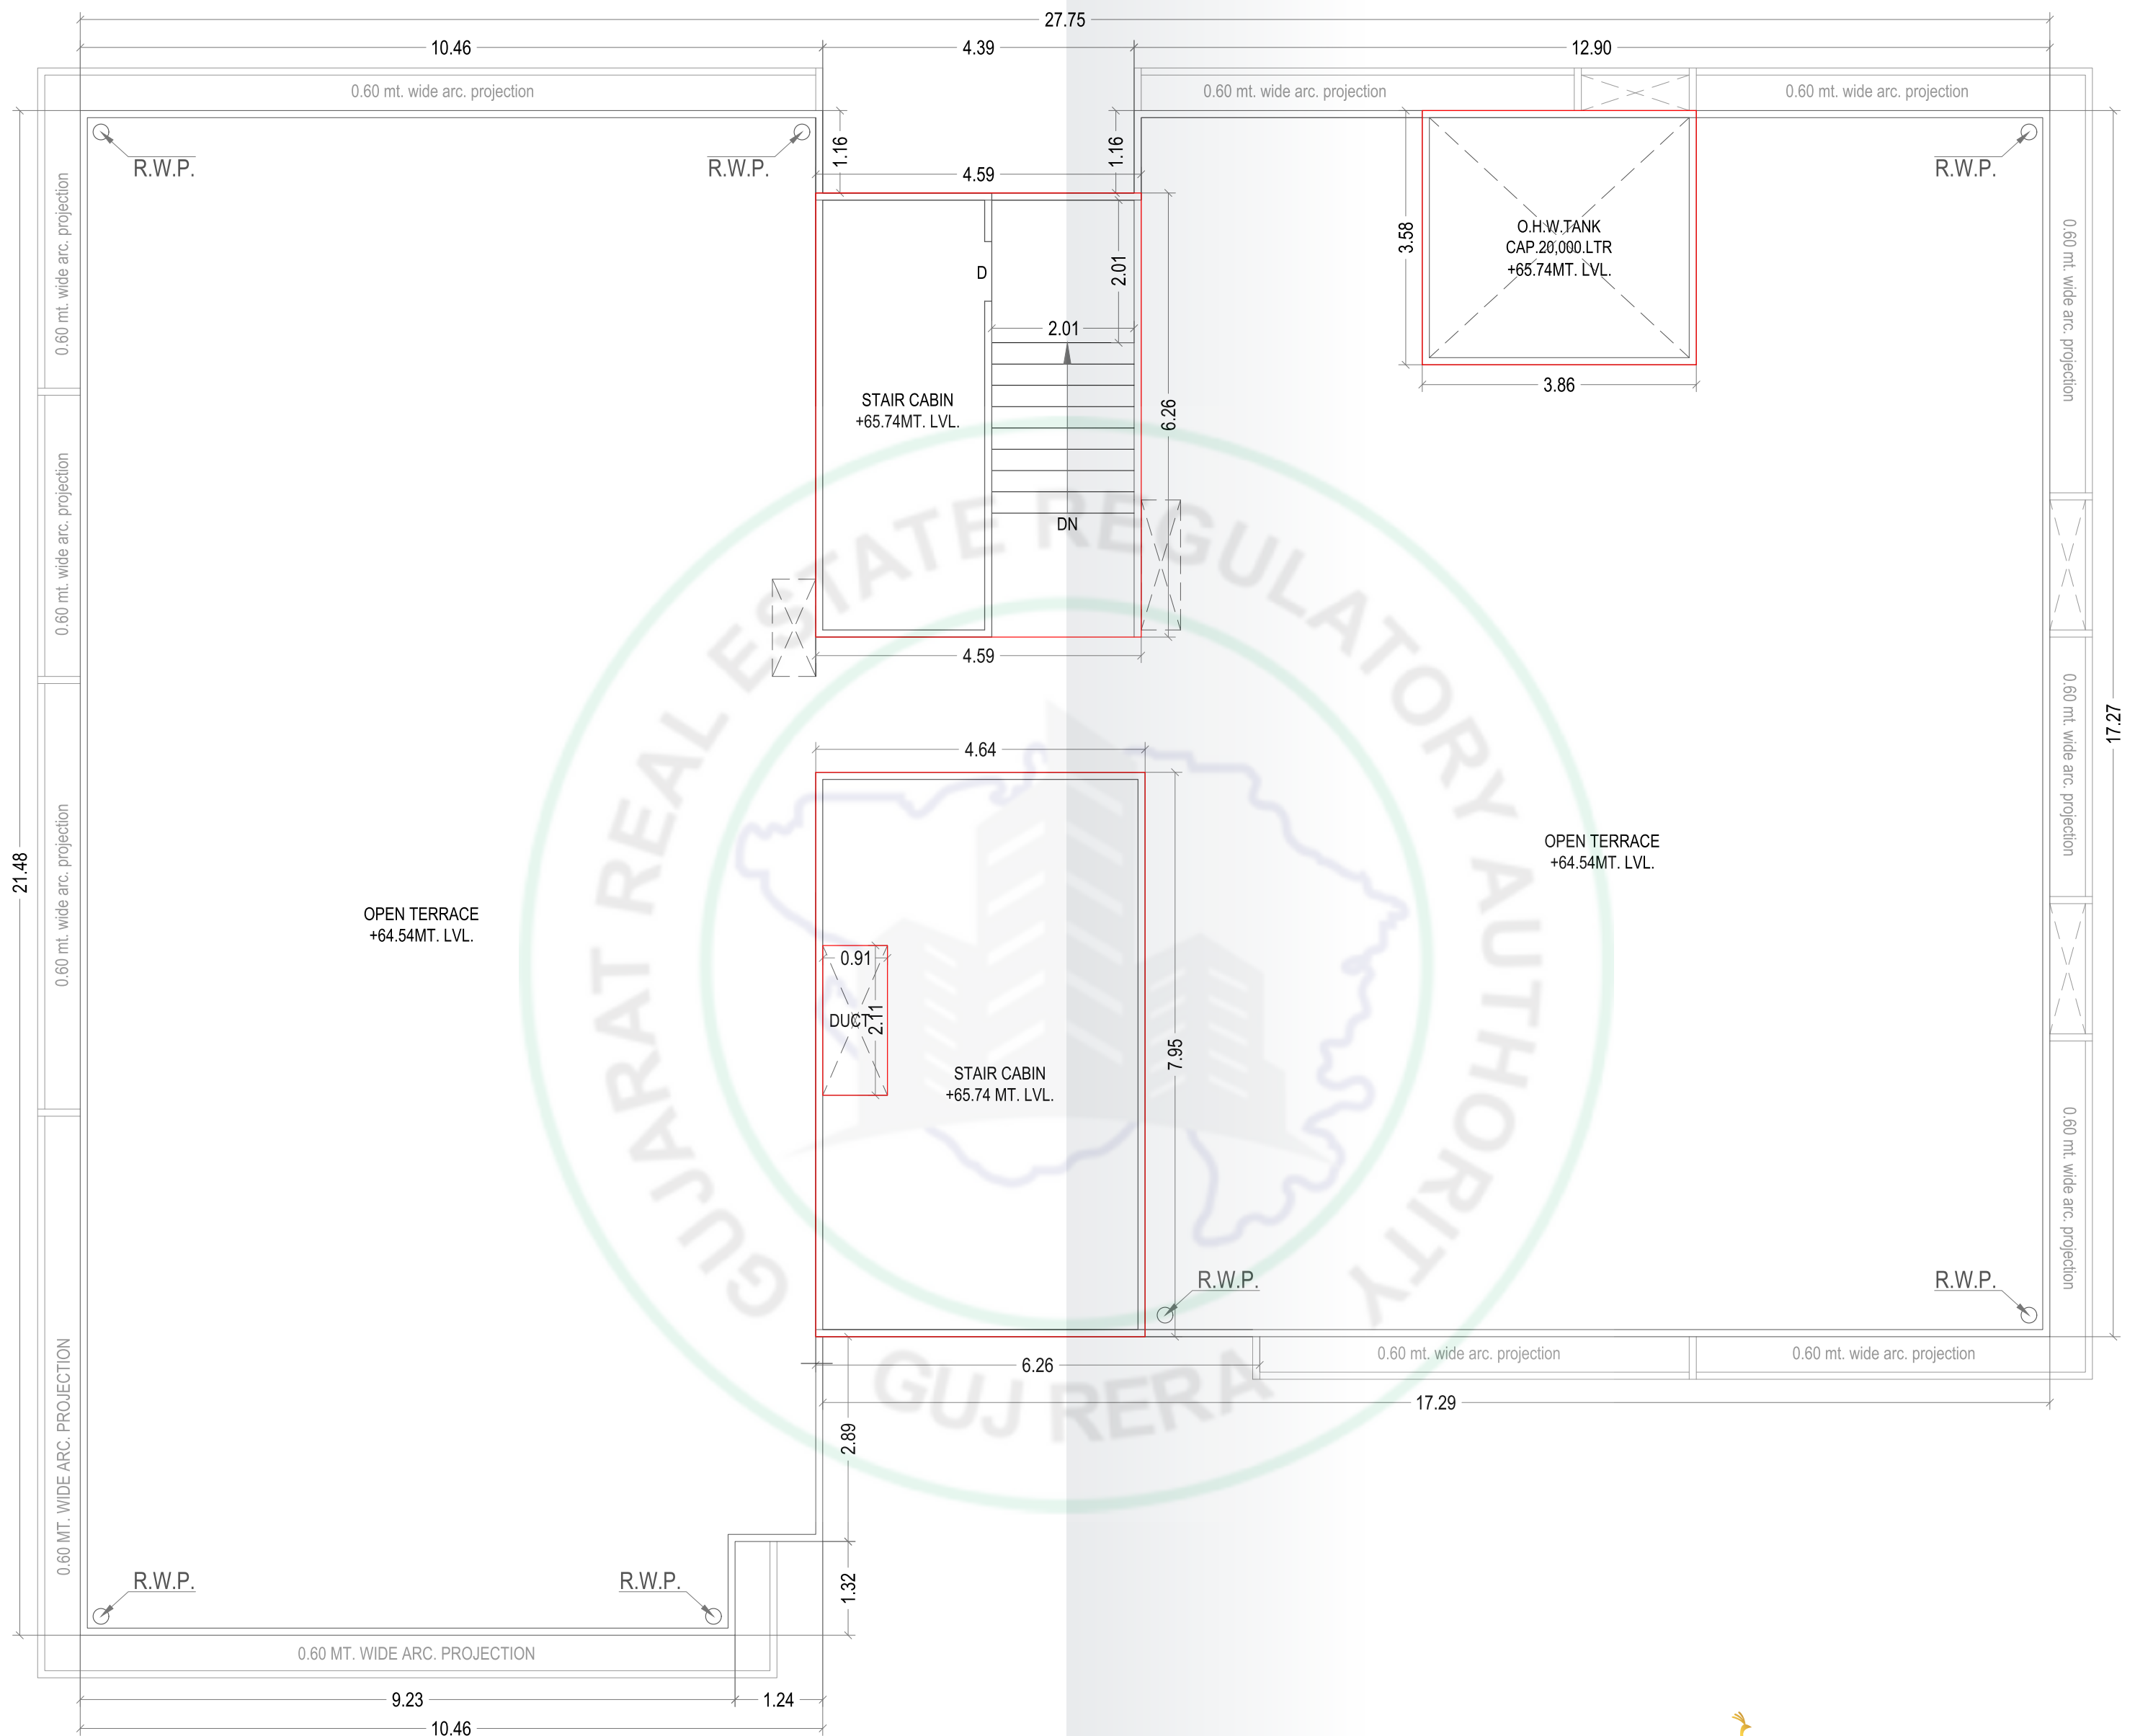 27.75
10.46
4.39
12.90
0.60 mt. wide arc. projection
0.60 mt. wide arc. projection
0.60 mt. wide arc. projection
R.W.P.
R.W.P.
1.16
1.16
R.W.P.
4.59
0.60 mt. wide arc. projection
0.60 mt. wide arc. projection
3.58
O.H.W.TANK
CAP.20,000.LTR
+65.74MT. LVL.
D
2.01
2.01
3.86
STAIR CABIN
+65.74MT. LVL.
6.26
DN
0.60 mt. wide arc. projection
4.59
0.60 mt. wide arc. projection
17.27
4.64
21.48
0.60 mt. wide arc. projection
OPEN TERRACE
+64.54MT. LVL.
OPEN TERRACE
+64.54MT. LVL.
0.91
DUCT
2.11
7.95
STAIR CABIN
+65.74 MT. LVL.
0.60 mt. wide arc. projection
R.W.P.
R.W.P.
0.60 mt. wide arc. projection
0.60 mt. wide arc. projection
6.26
17.29
2.89
0.60 MT. WIDE ARC. PROJECTION
R.W.P.
R.W.P.
1.32
0.60 MT. WIDE ARC. PROJECTION
9.23
1.24
10.46
GUJARAT REAL ESTATE REGULATORY AUTHORITY
GUJ RERA